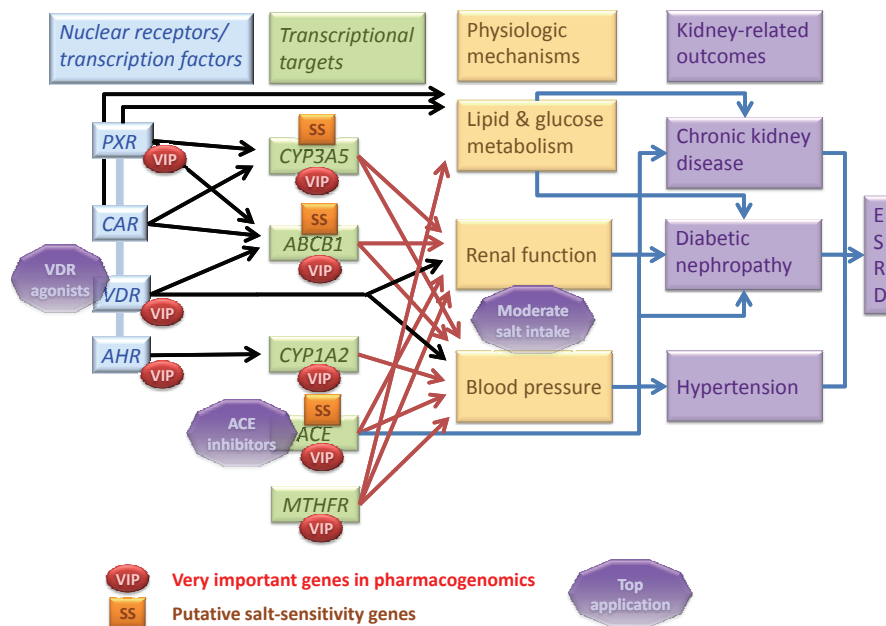 Nuclear receptors/
transcription factors
Transcriptional
targets
Physiologic
mechanisms
Kidney-related
outcomes
PXR
VIP
CAR
VDR
agonists
VDR
VIP
AHR
VIP
SS
CYP3A5
VIP
SS
ABCB1
VIP
CYP1A2
VIP
ACE
inhibitors
SS
ACE
VIP
MTHFR
VIP
Lipid & glucose
metabolism
Renal function
Moderate
salt intake
Blood pressure
Chronic kidney
disease
Diabetic
nephropathy
Hypertension
E
S
R
D
VIP Very important genes in pharmacogenomics
SS Putative salt-sensitivity genes
Top
application